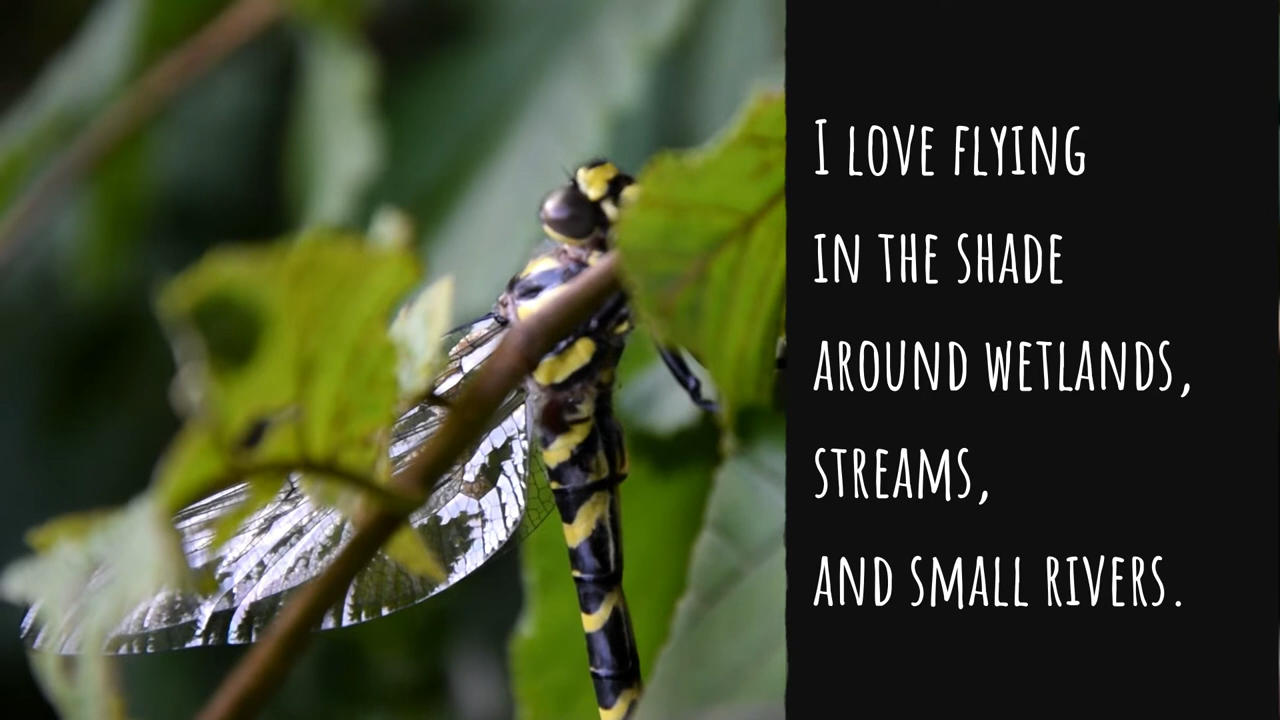 I LOVE FLYING
IN THE SHADE
AROUND WETLANDS,
STREAMS,
AND SMALL RIVERS.